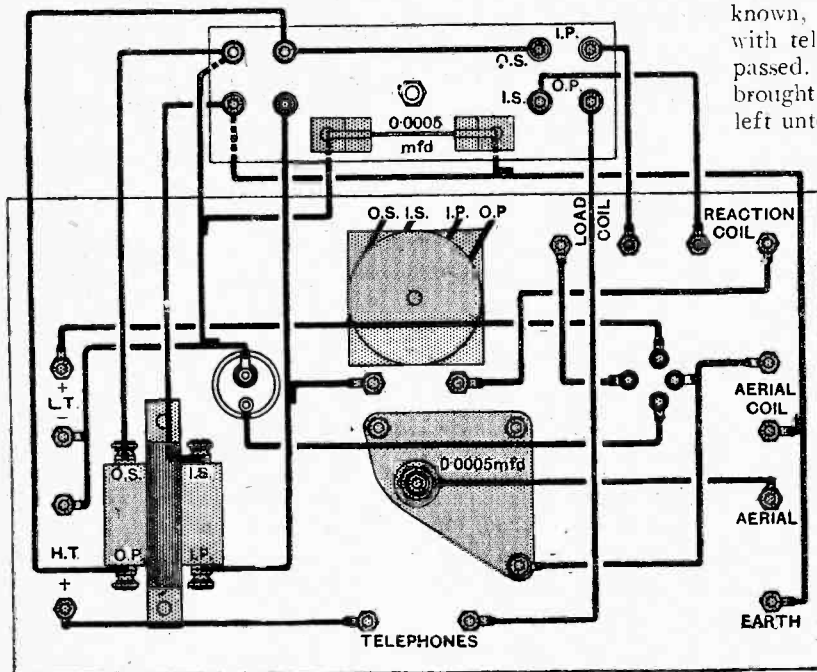 known,
with tel
passed.
brought
left unt
I.P.
O.S.
O.P.
I.S.
0·0005
mfd
O.S. I.S. I.P. O.P
LOAD
COIL
REACTION
COIL
+
L.T.
−
AERIAL
COIL
O.S. I.S.
0·0005mfd
AERIAL
H.T.
+
O.P. I.P.
TELEPHONES
EARTH